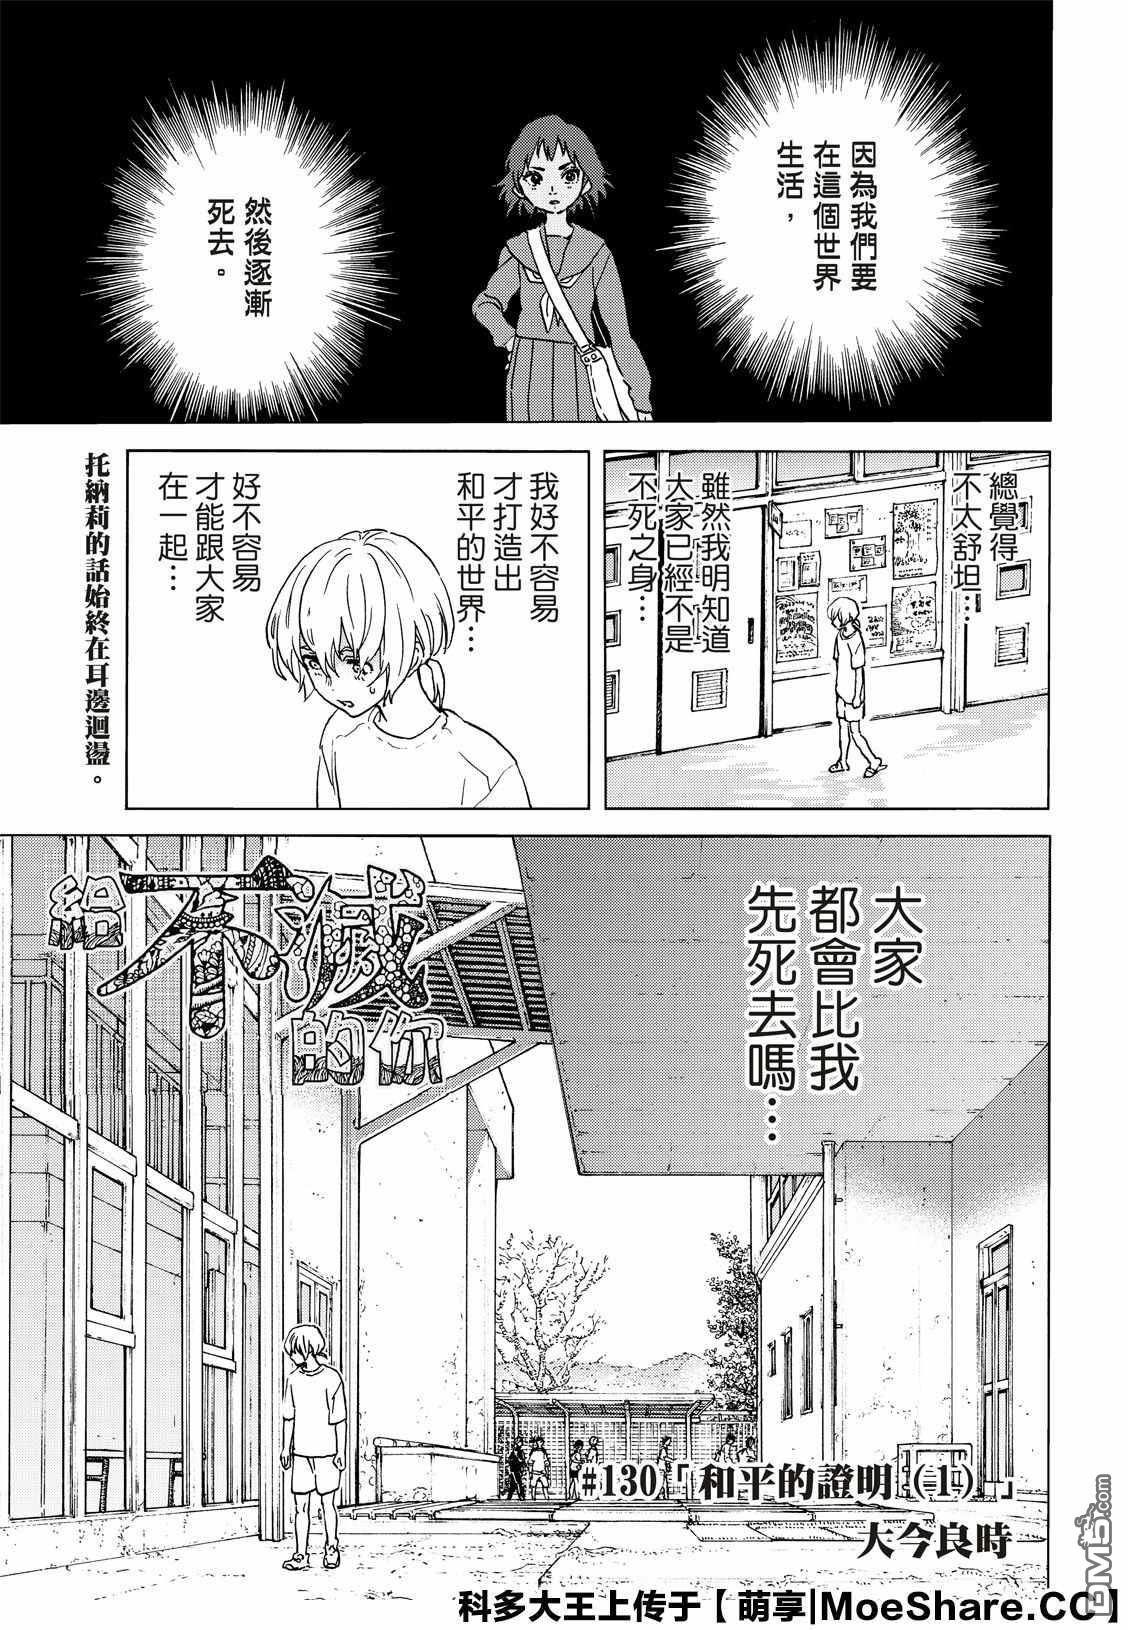 因為我們要
在這個世界
生活，
然後逐漸
死去。
總覺得
不太舒坦…
雖然我明知道
大家已經不是
不死之身…
我好不容易
才打造出
和平的世界…
好不容易
才能跟大家
在一起…
托納莉的話始終在耳邊迴盪。
大家
都會比我
先死去嗎…
給不滅
的你
#130「和平的證明（1）」
大今良時
DM5.com
科多大王上传于【萌享|MoeShare.CC】